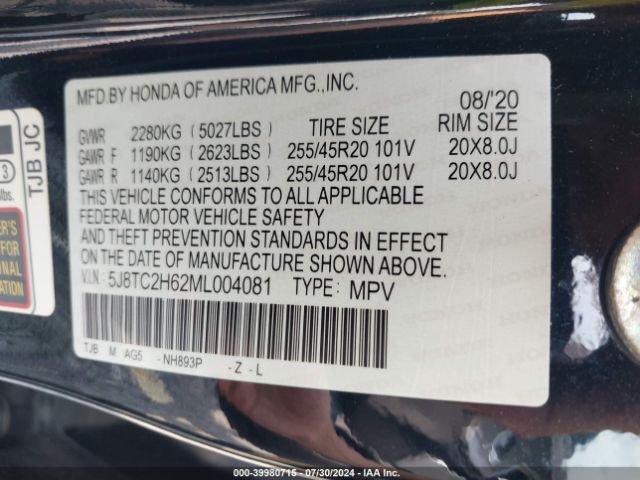 MFD.BY HONDA OF AMERICA MFG.,INC.
08/'20
GVWR 2280KG (5027LBS) TIRE SIZE RIM SIZE
GAWR F 1190KG (2623LBS) 255/45R20 101V 20X8.0J
GAWR R 1140KG (2513LBS) 255/45R20 101V 20X8.0J
THIS VEHICLE CONFORMS TO ALL APPLICABLE
FEDERAL MOTOR VEHICLE SAFETY
AND THEFT PREVENTION STANDARDS IN EFFECT
ON THE DATE OF MANUFACTURE SHOWN ABOVE.
V.I.N.: 5J8TC2H62ML004081 TYPE: MPV
TJB M AG5 -NH893P -Z -L
TJB JC
3
lbs.
000-39980715 - 07/30/2024 - IAA Inc.